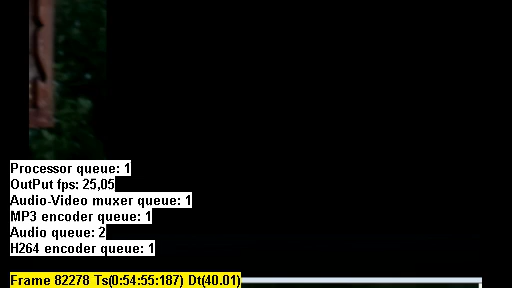 Processor queue: 1
OutPut fps: 25,05
Audio-Video muxer queue: 1
MP3 encoder queue: 1
Audio queue: 2
H264 encoder queue: 1
Frame 82278 Ts(0:54:55:187) Dt(40.01)